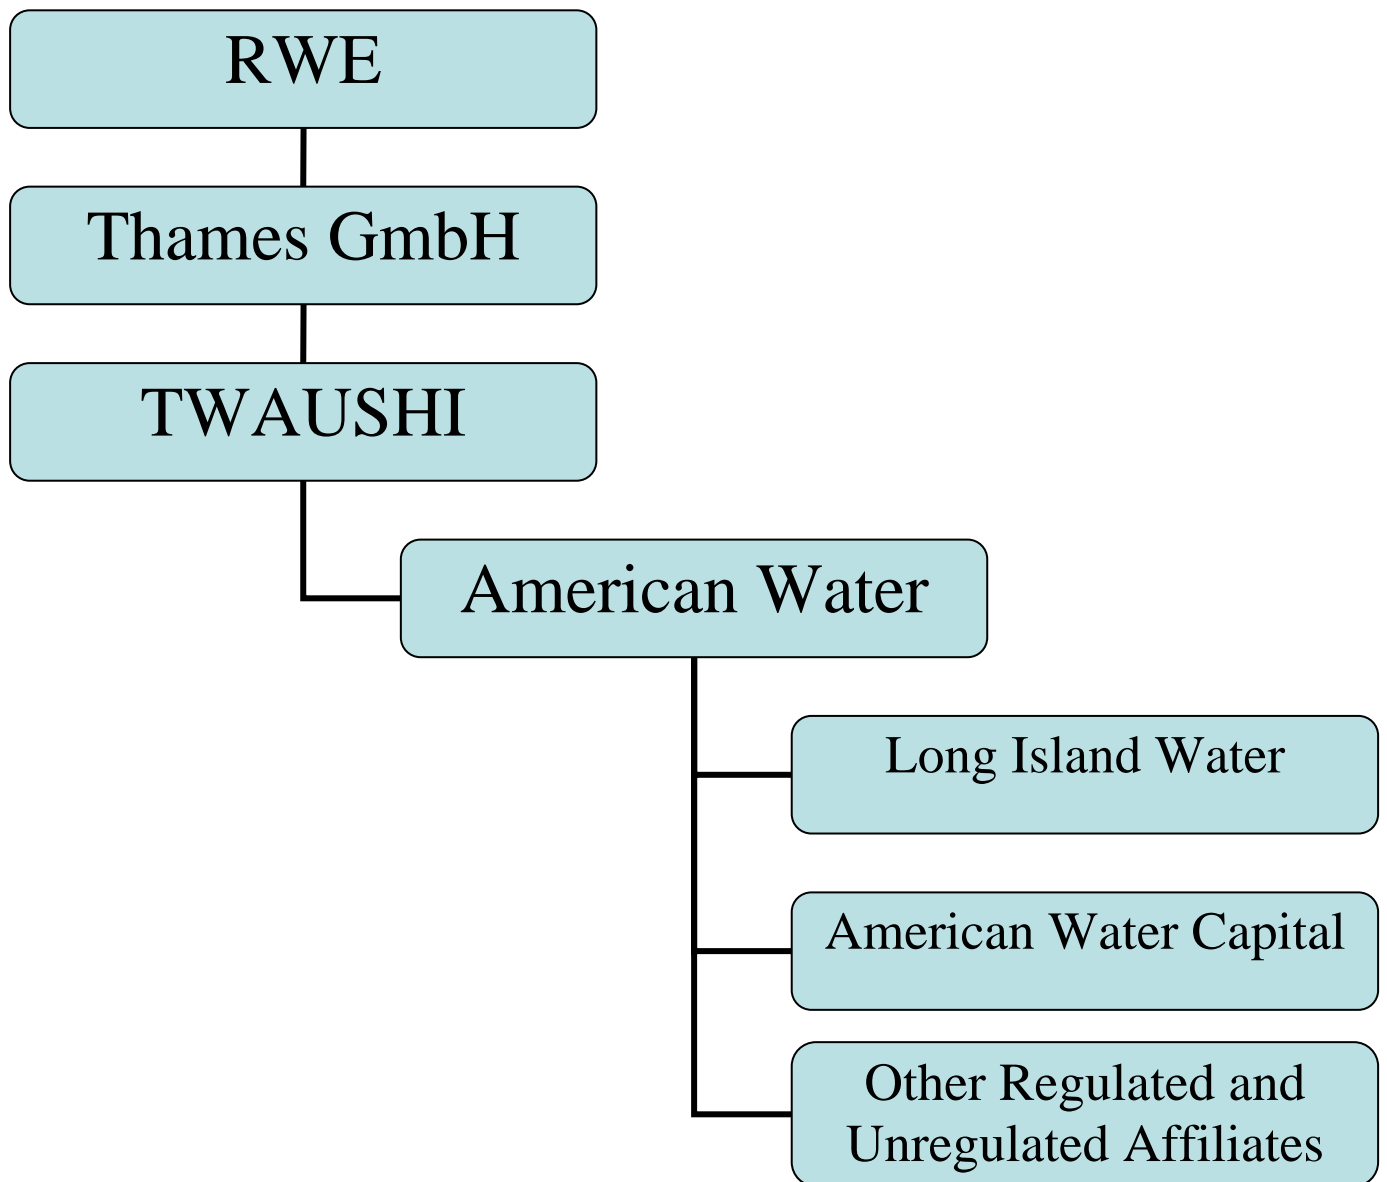 RWE
Thames GmbH
TWAUSHI
American Water
Long Island Water
American Water Capital
Other Regulated and
Unregulated Affiliates